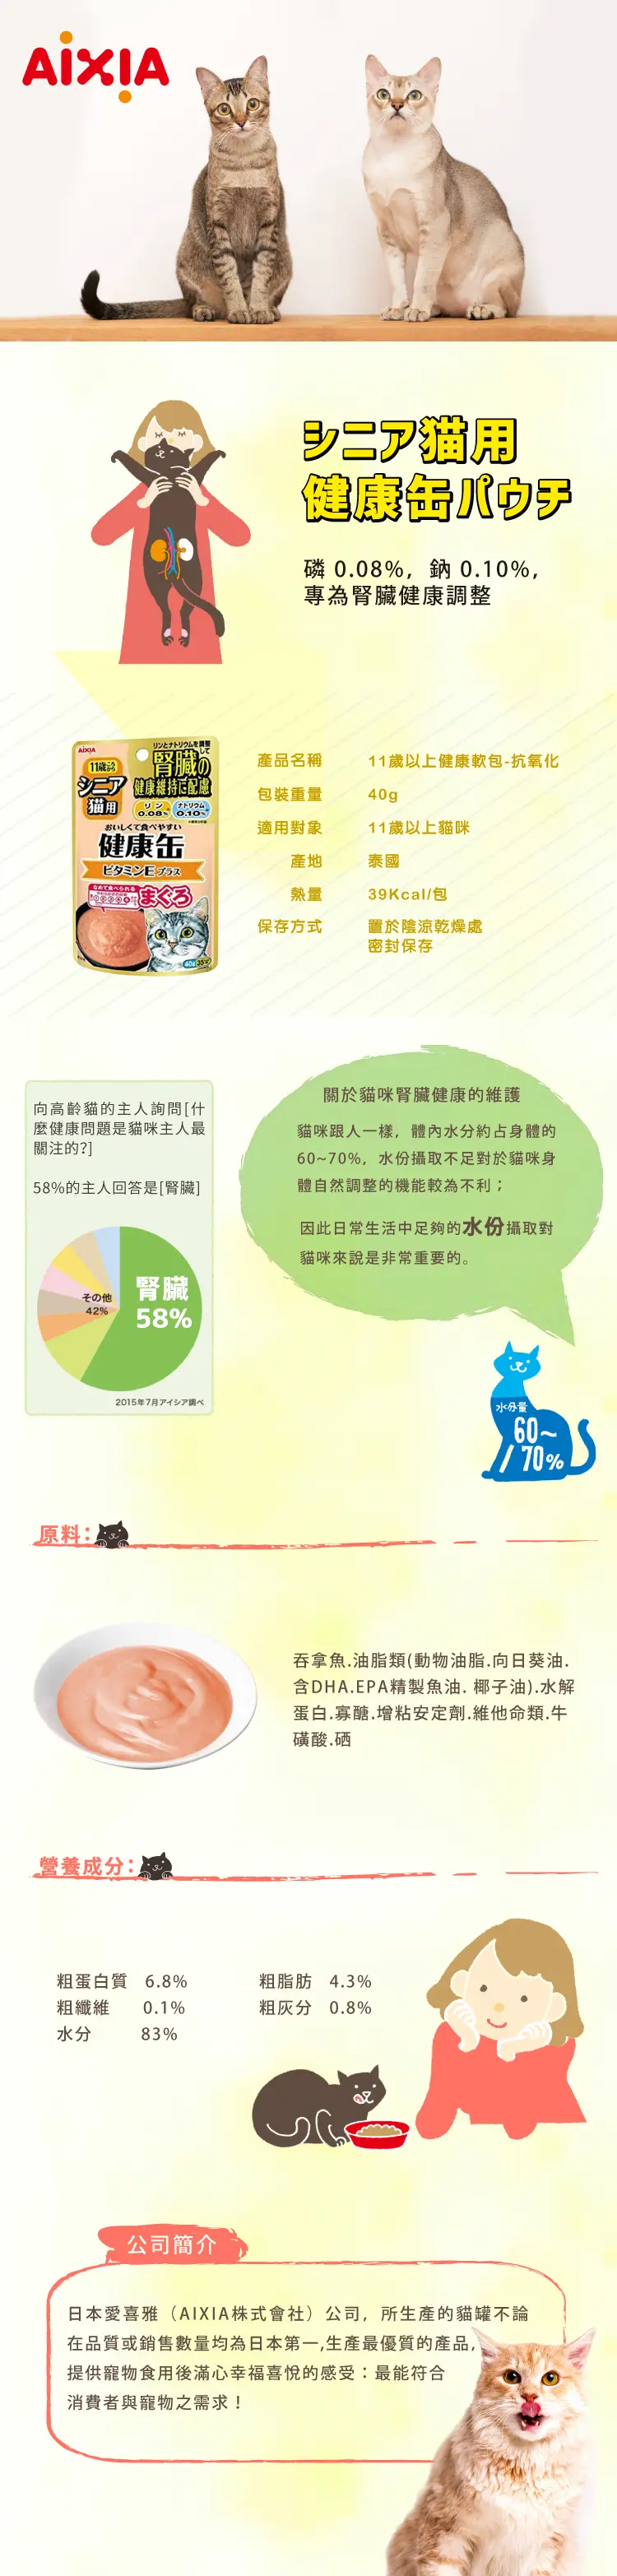 AIXIA
シニア猫用
健康缶パウチ
磷 0.08%, 鈉 0.10%,
專為腎臟健康調整
AIXIA
リンとナトリウムを調整して
11歳ごろから
腎臓の
シニア
猫用
健康維持に配慮
リン
0.08%
ナトリウム
0.10%
おいしくて食べやすい
健康缶
ビタミンEプラス
なめて食べられる
まぐろ
40g
產品名稱 11歲以上健康軟包-抗氧化
包裝重量 40g
適用對象 11歲以上貓咪
產地 泰國
熱量 39Kcal/包
保存方式 置於陰涼乾燥處
密封保存
向高齡貓的主人詢問[什
麼健康問題是貓咪主人最
關注的?]
58%的主人回答是[腎臟]
腎臓
58%
その他
42%
2015年7月アイシア調べ
關於貓咪腎臟健康的維護
貓咪跟人一樣, 體內水分約占身體的
60~70%, 水份攝取不足對於貓咪身
體自然調整的機能較為不利；
因此日常生活中足夠的水份攝取對
貓咪來說是非常重要的。
水分量
60~
70%
原料:
吞拿魚.油脂類(動物油脂.向日葵油.
含DHA.EPA精製魚油. 椰子油).水解
蛋白.寡醣.增粘安定劑.維他命類.牛
磺酸.硒
營養成分:
粗蛋白質 6.8% 粗脂肪 4.3%
粗纖維 0.1% 粗灰分 0.8%
水分 83%
公司簡介
日本愛喜雅（AIXIA株式會社）公司, 所生產的貓罐不論
在品質或銷售數量均為日本第一,生產最優質的產品,
提供寵物食用後滿心幸福喜悅的感受：最能符合
消費者與寵物之需求！